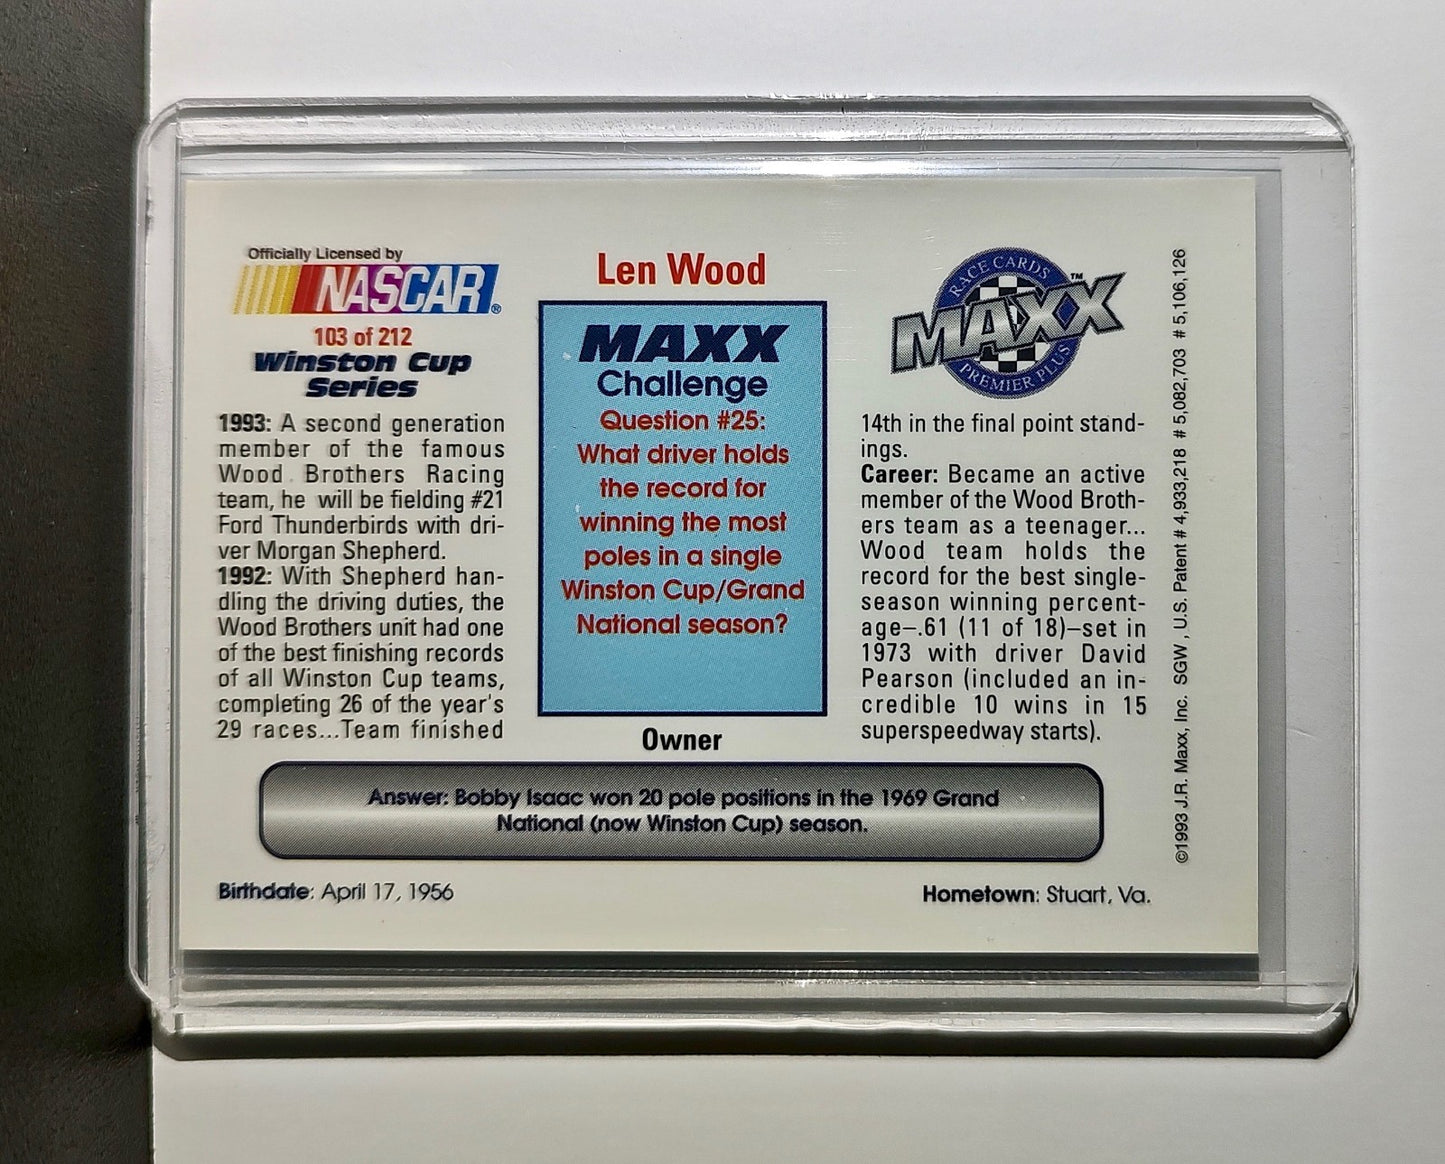 Officially Licensed by
NASCAR®
103 of 212
Winston Cup
Series
1993: A second generation
member of the famous
Wood Brothers Racing
team, he will be fielding #21
Ford Thunderbirds with dri-
ver Morgan Shepherd.
1992: With Shepherd han-
dling the driving duties, the
Wood Brothers unit had one
of the best finishing records
of all Winston Cup teams,
completing 26 of the year's
29 races...Team finished
Len Wood
MAXX
Challenge
Question #25:
What driver holds
the record for
winning the most
poles in a single
Winston Cup/Grand
National season?
Owner
RACE CARDS
MAXX™
PREMIER PLUS
14th in the final point stand-
ings.
Career: Became an active
member of the Wood Broth-
ers team as a teenager...
Wood team holds the
record for the best single-
season winning percent-
age–.61 (11 of 18)–set in
1973 with driver David
Pearson (included an in-
credible 10 wins in 15
superspeedway starts).
Answer: Bobby Isaac won 20 pole positions in the 1969 Grand
National (now Winston Cup) season.
Birthdate: April 17, 1956
Hometown: Stuart, Va.
©1993 J.R. Maxx, Inc. SGW, U.S. Patent # 4,933,218 # 5,082,703 # 5,106,126